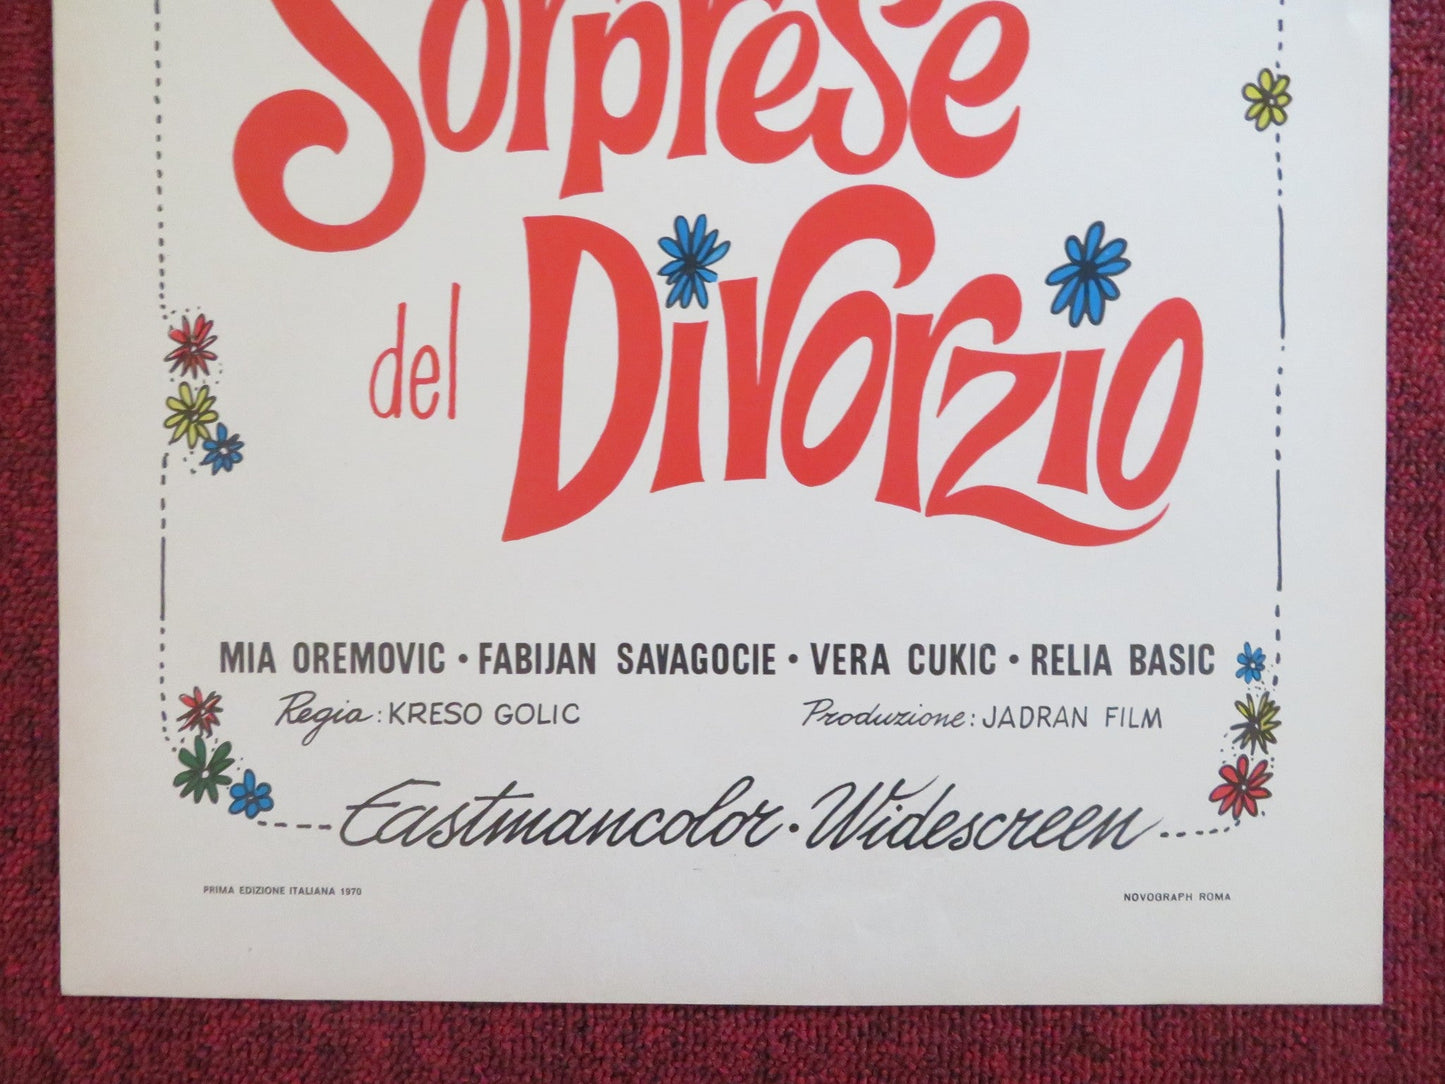 Sorprese
del Divorzio
MIA OREMOVIC • FABIJAN SAVAGOCIE • VERA CUKIC • RELIA BASIC
Regia: KRESO GOLIC Produzione: JADRAN FILM
Eastmancolor • Widescreen
PRIMA EDIZIONE ITALIANA 1970 NOVOGRAPH ROMA